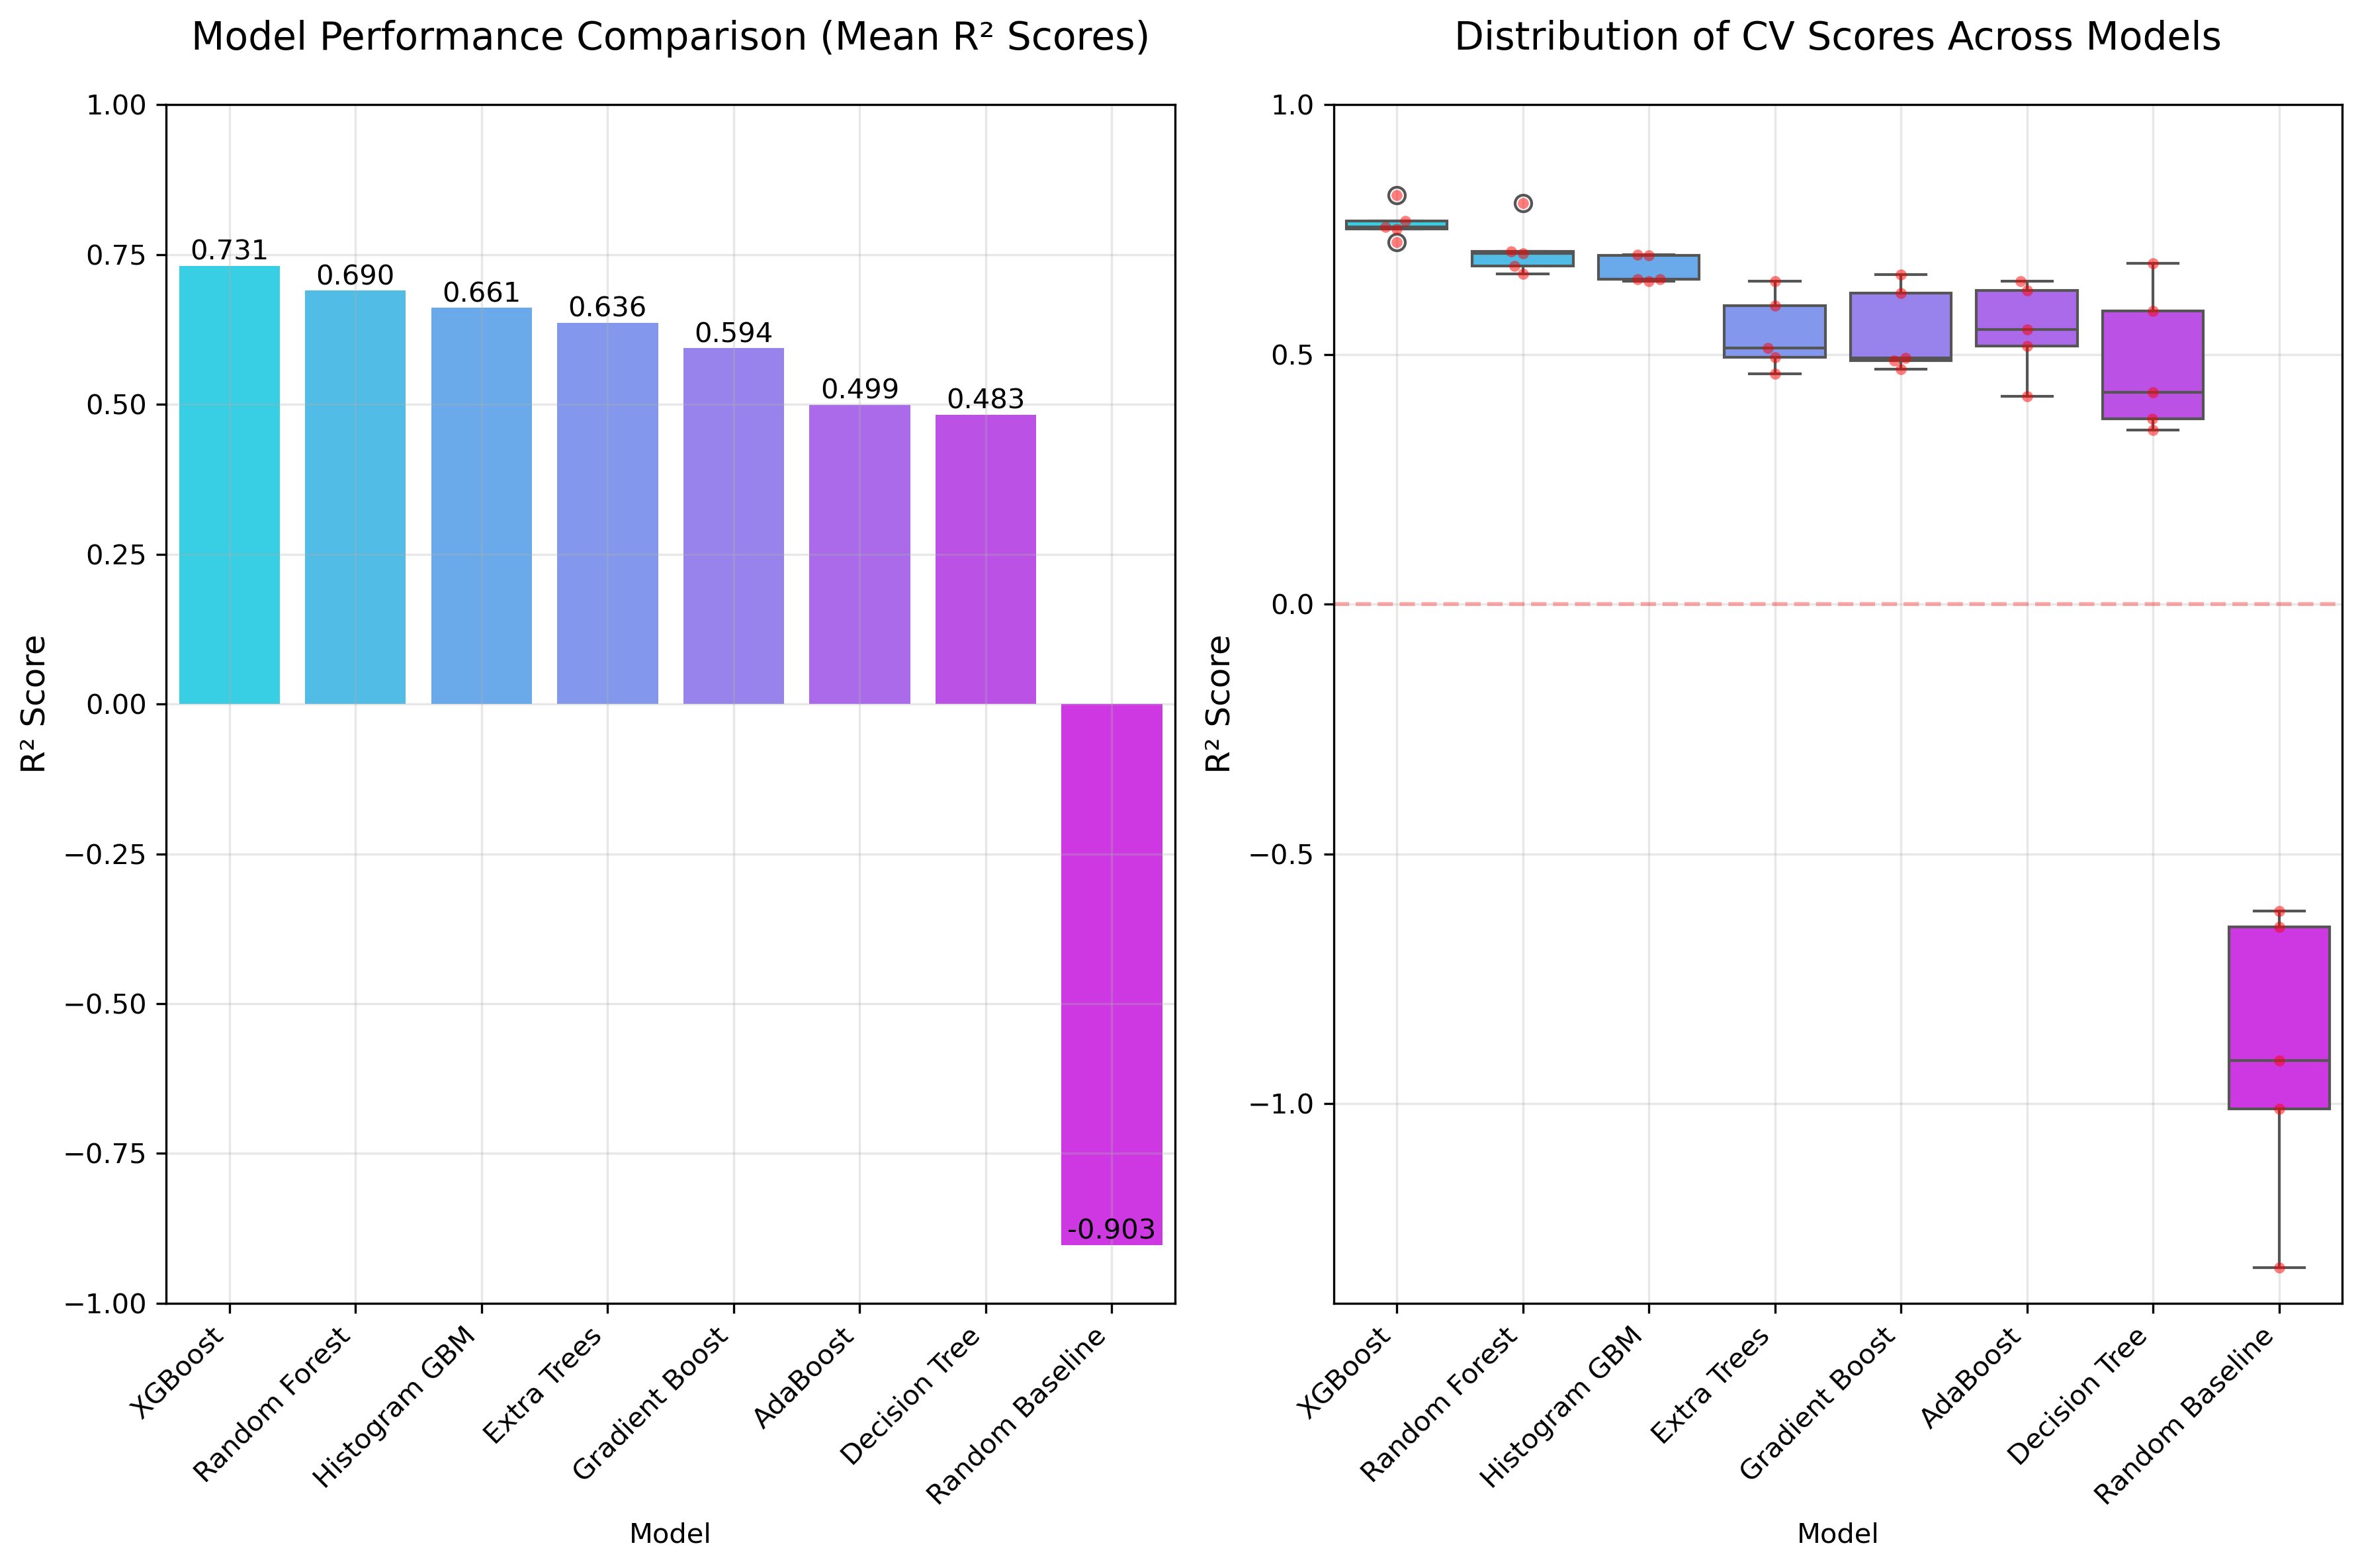 Model Performance Comparison (Mean R² Scores)
R² Score
1.00
0.75
0.50
0.25
0.00
−0.25
−0.50
−0.75
−1.00
0.731
0.690
0.661
0.636
0.594
0.499
0.483
-0.903
XGBoost
Random Forest
Histogram GBM
Extra Trees
Gradient Boost
AdaBoost
Decision Tree
Random Baseline
Model
Distribution of CV Scores Across Models
R² Score
1.0
0.5
0.0
−0.5
−1.0
XGBoost
Random Forest
Histogram GBM
Extra Trees
Gradient Boost
AdaBoost
Decision Tree
Random Baseline
Model